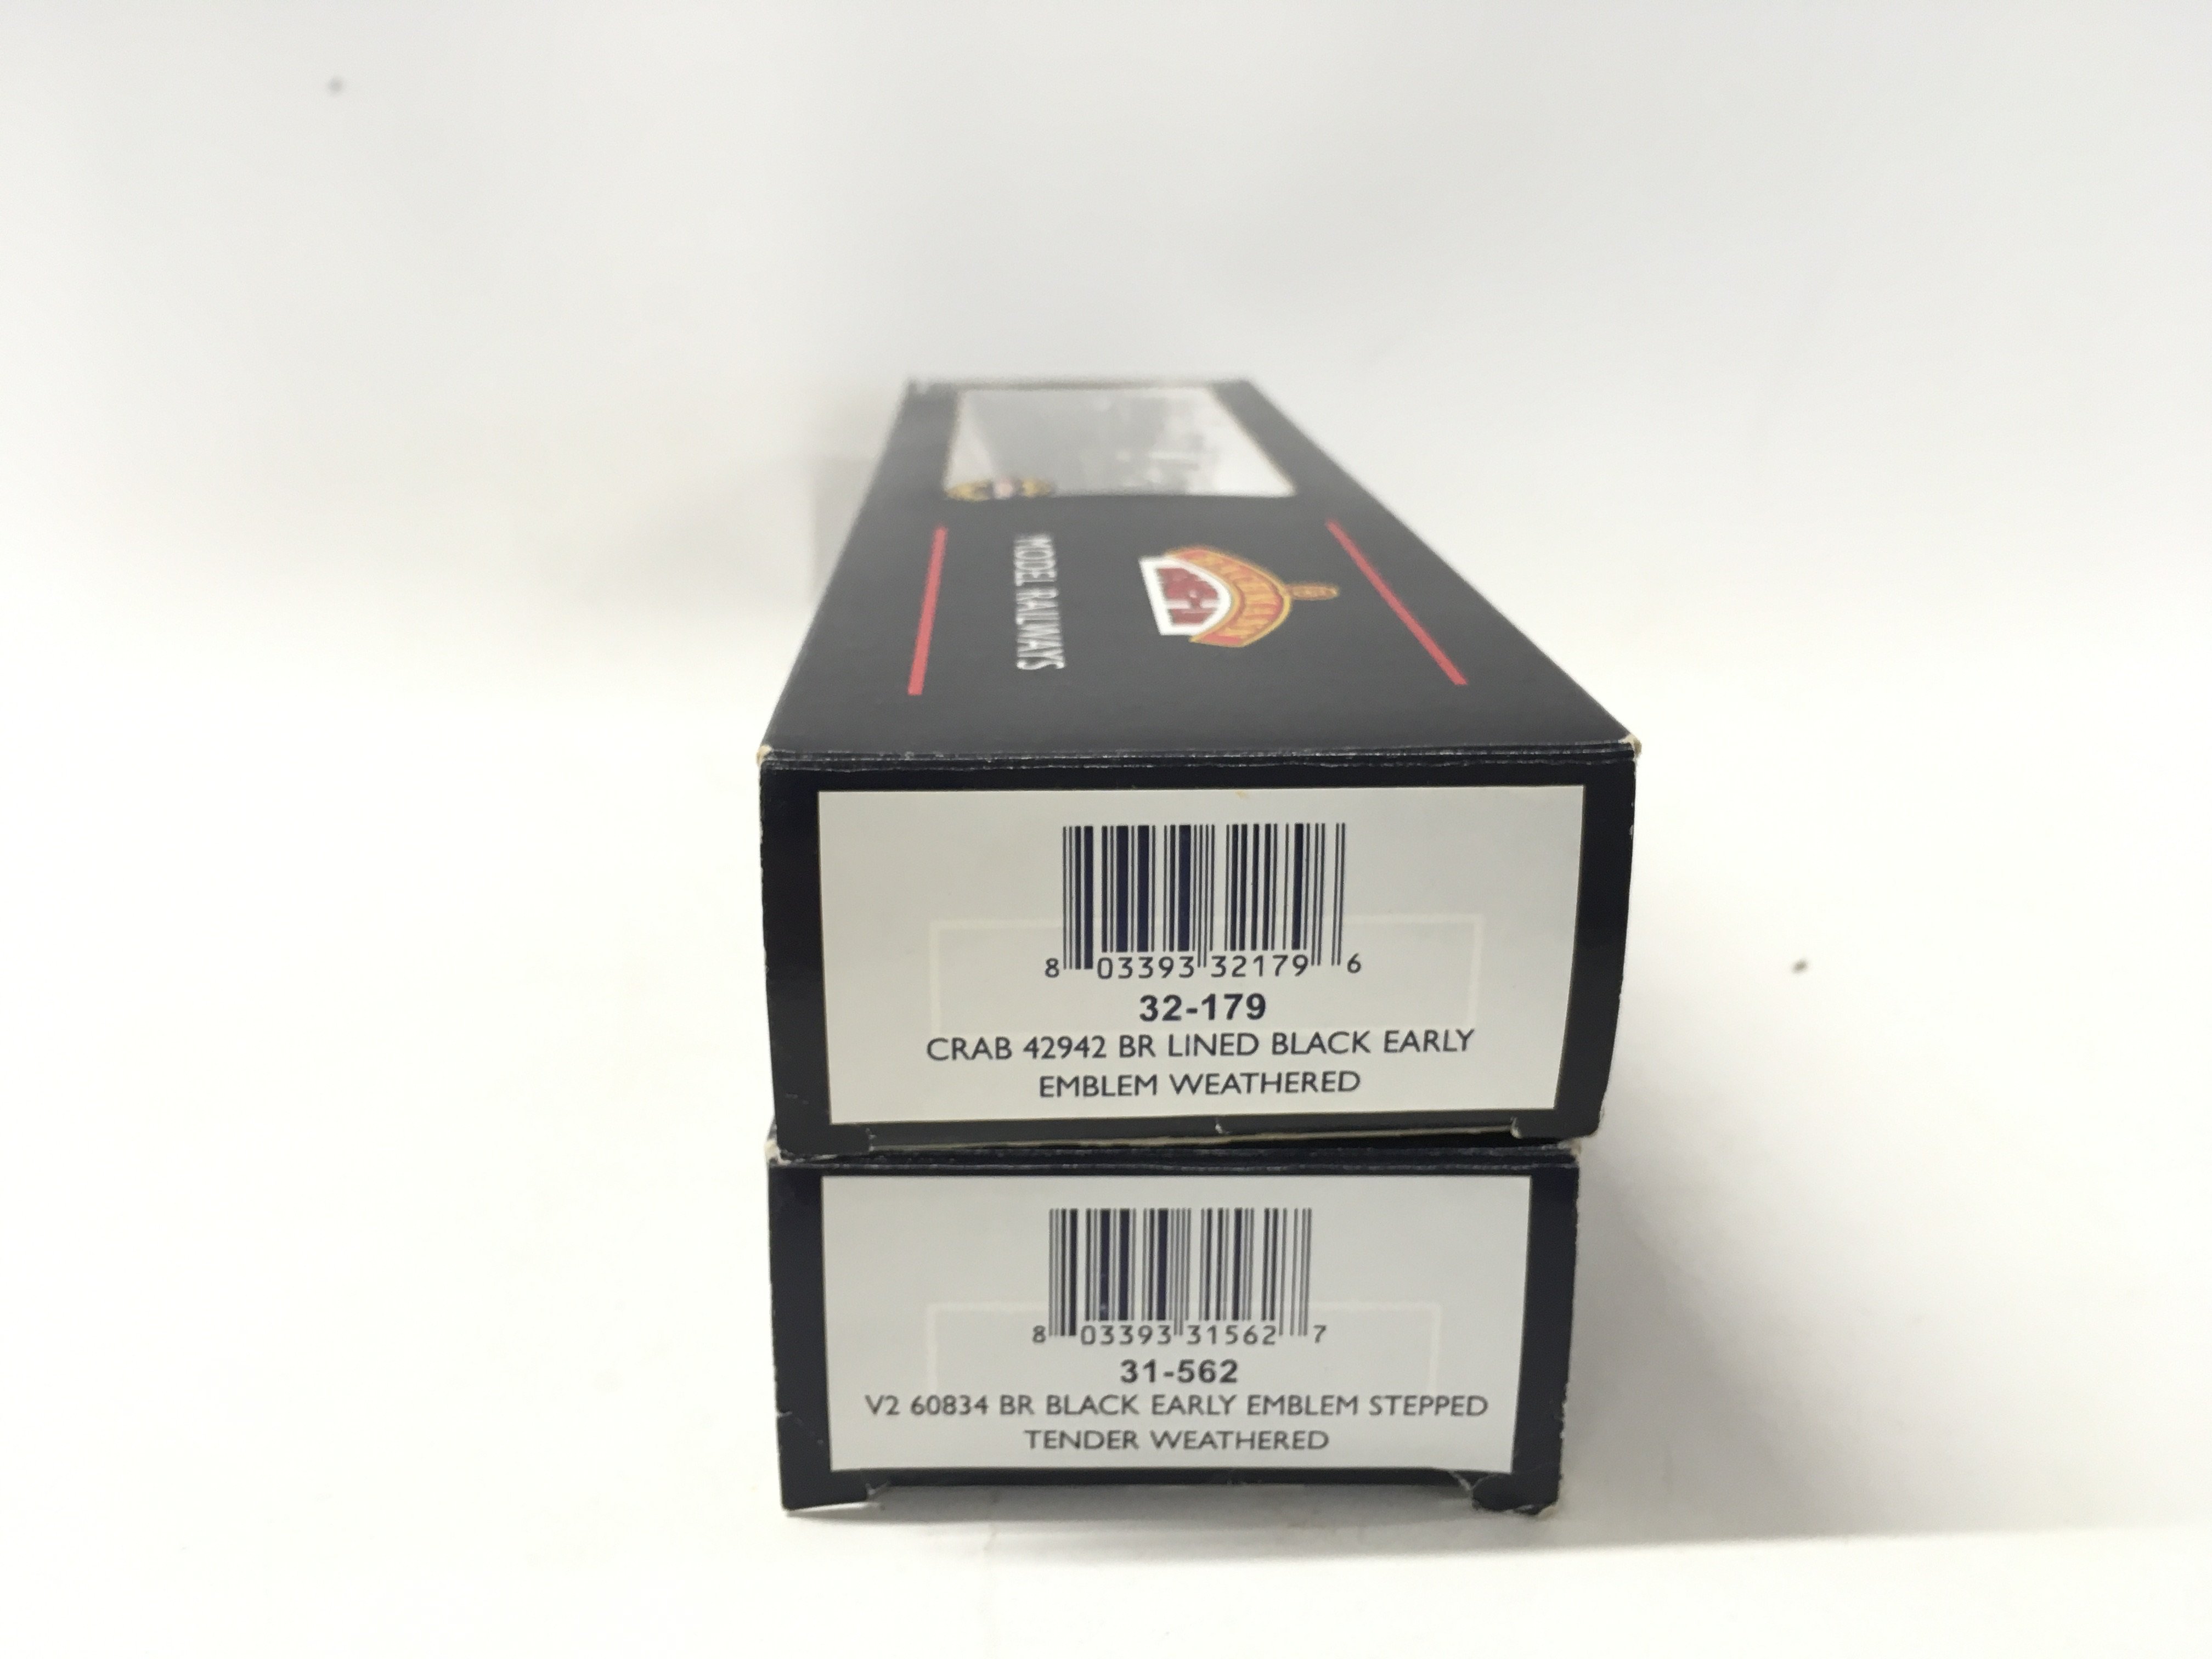 MODEL RAILWAYS
8 03393 32179 6
32-179
CRAB 42942 BR LINED BLACK EARLY
EMBLEM WEATHERED
8 03393 31562 7
31-562
V2 60834 BR BLACK EARLY EMBLEM STEPPED
TENDER WEATHERED